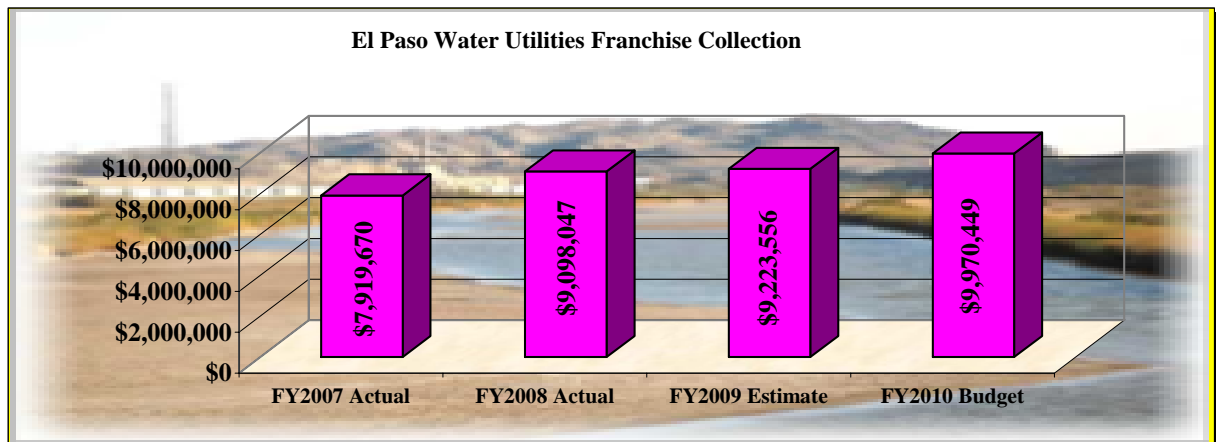 El Paso Water Utilities Franchise Collection
$10,000,000
$8,000,000
$6,000,000
$4,000,000
$2,000,000
$0
$7,919,670
$9,098,047
$9,223,556
$9,970,449
FY2007 Actual
FY2008 Actual
FY2009 Estimate
FY2010 Budget